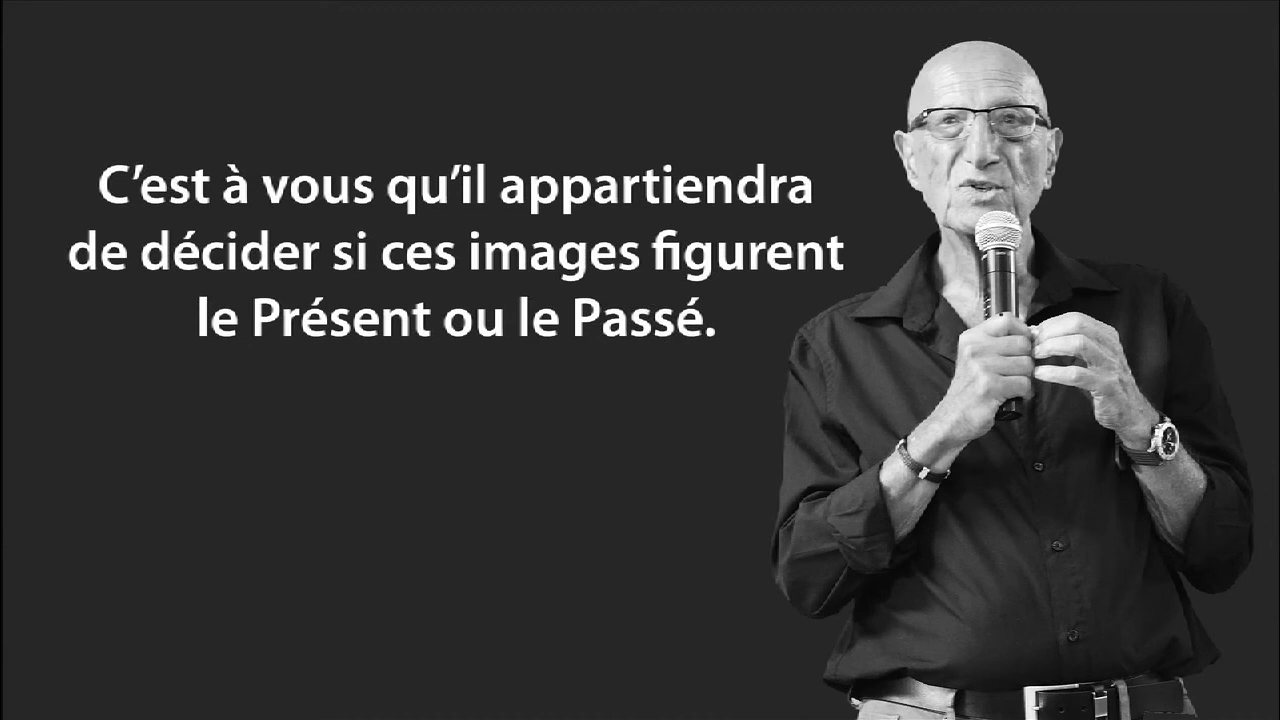 C’est à vous qu’il appartiendra
de décider si ces images figurent
le Présent ou le Passé.